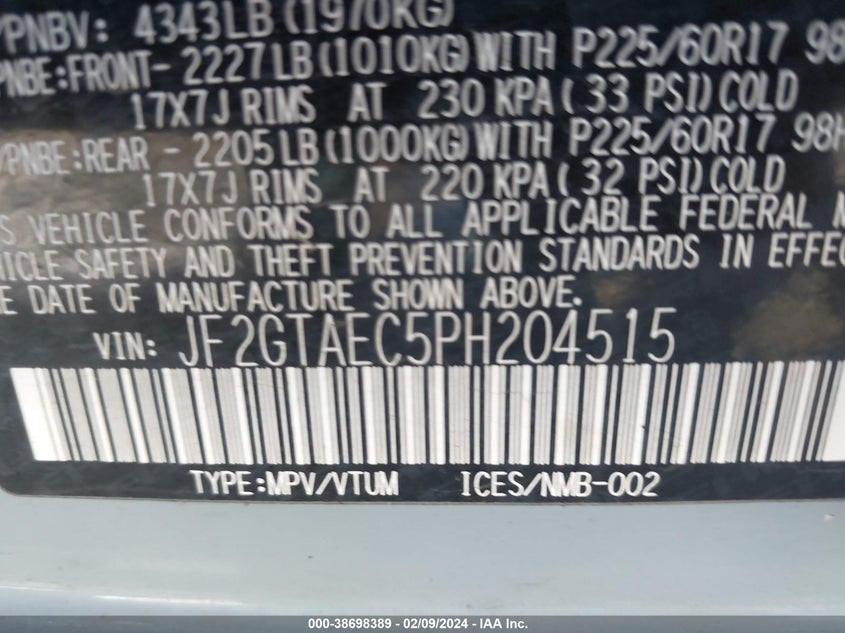 /PNBV: 4343LB(1970KG)
PNBE:FRONT- 2227LB(1010KG)WITH P225/60R17 98
17X7J RIMS AT 230 KPA(33 PSI)COLD
/PNBE:REAR - 2205LB(1000KG)WITH P225/60R17 98H
17X7J RIMS AT 220 KPA(32 PSI)COLD
S VEHICLE CONFORMS TO ALL APPLICABLE FEDERAL M
HICLE SAFETY AND THEFT PREVENTION STANDARDS IN EFFEC
E DATE OF MANUFACTURE SHOWN ABOVE.
VIN: JF2GTAEC5PH204515
TYPE:MPV/VTUM ICES/NMB-002
000-38698389 - 02/09/2024 - IAA Inc.